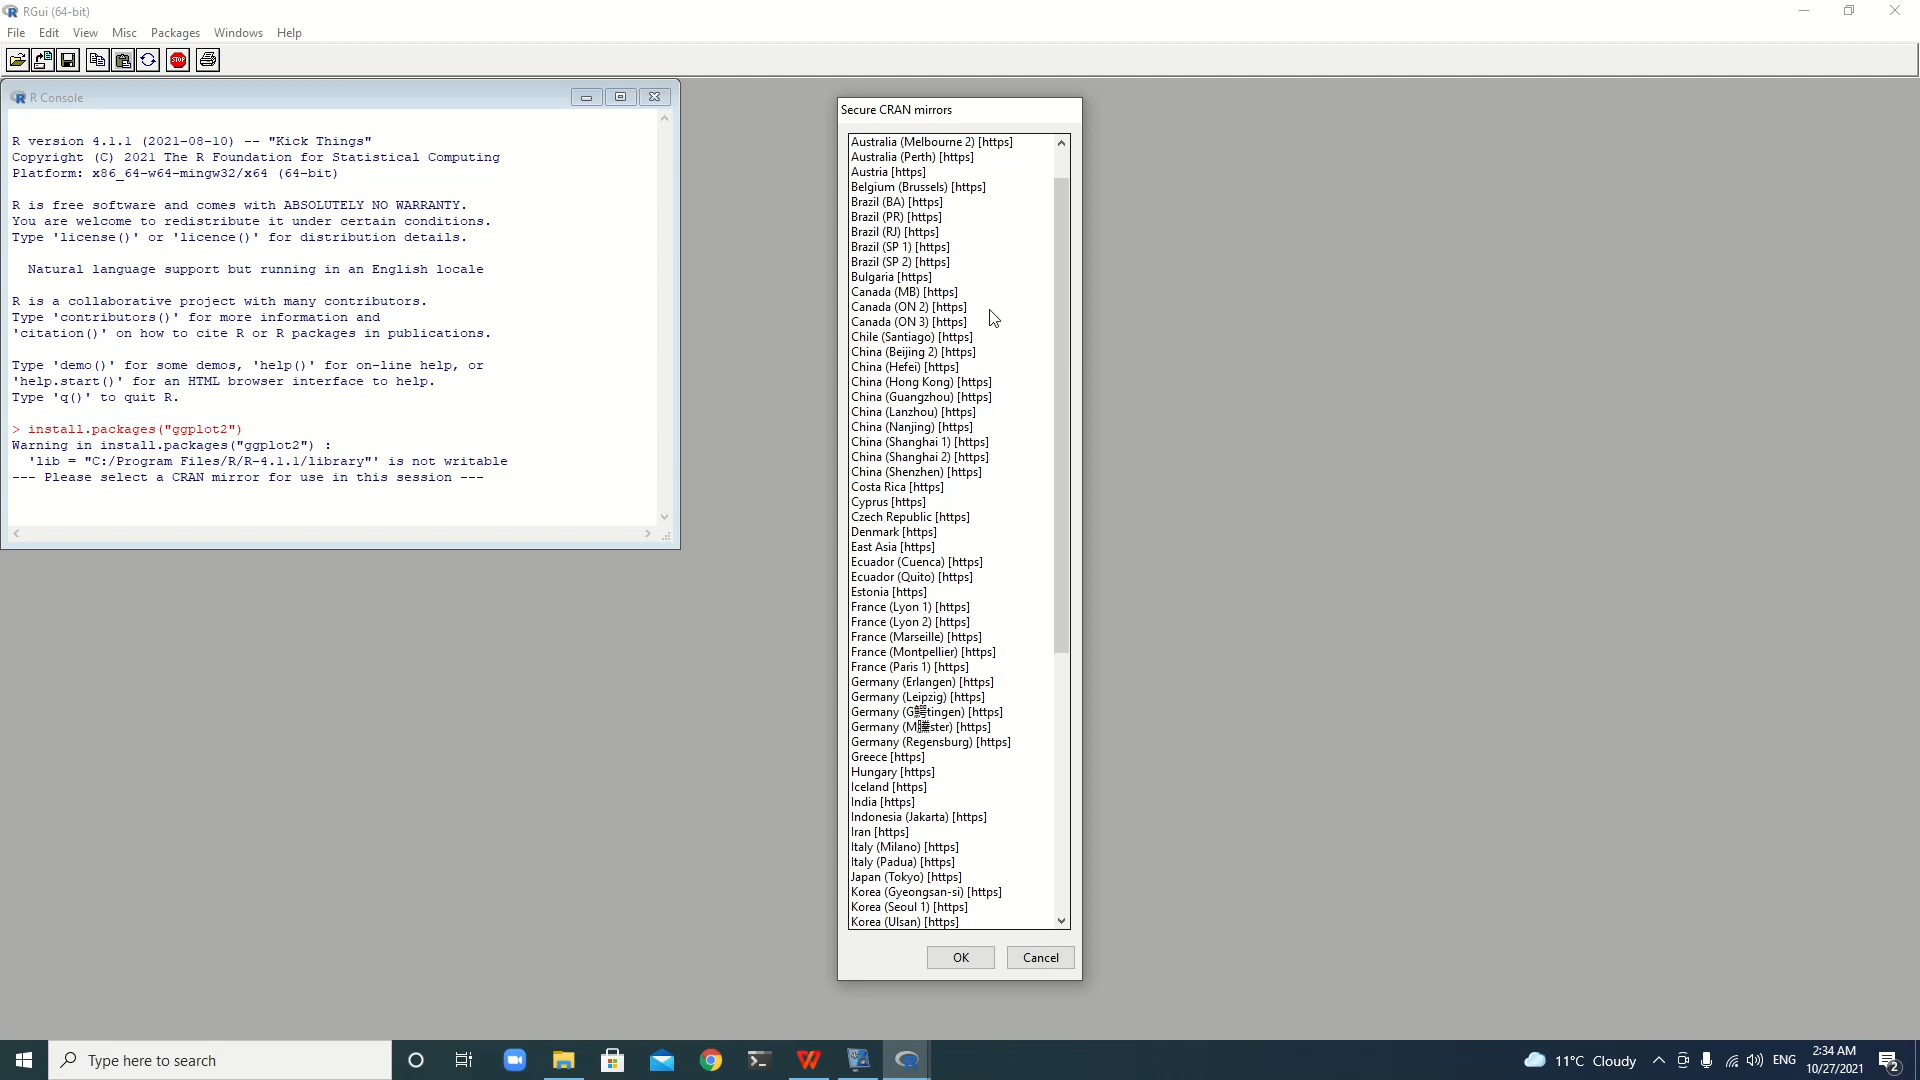 RGui (64-bit)
File Edit View Misc Packages Windows Help
STOP
R Console
R version 4.1.1 (2021-08-10) -- "Kick Things"
Copyright (C) 2021 The R Foundation for Statistical Computing
Platform: x86_64-w64-mingw32/x64 (64-bit)
R is free software and comes with ABSOLUTELY NO WARRANTY.
You are welcome to redistribute it under certain conditions.
Type 'license()' or 'licence()' for distribution details.
Natural language support but running in an English locale
R is a collaborative project with many contributors.
Type 'contributors()' for more information and
'citation()' on how to cite R or R packages in publications.
Type 'demo()' for some demos, 'help()' for on-line help, or
'help.start()' for an HTML browser interface to help.
Type 'q()' to quit R.
> install.packages("ggplot2")
Warning in install.packages("ggplot2") :
'lib = "C:/Program Files/R/R-4.1.1/library"' is not writable
--- Please select a CRAN mirror for use in this session ---
Secure CRAN mirrors
Australia (Melbourne 2) [https]
Australia (Perth) [https]
Austria [https]
Belgium (Brussels) [https]
Brazil (BA) [https]
Brazil (PR) [https]
Brazil (RJ) [https]
Brazil (SP 1) [https]
Brazil (SP 2) [https]
Bulgaria [https]
Canada (MB) [https]
Canada (ON 2) [https]
Canada (ON 3) [https]
Chile (Santiago) [https]
China (Beijing 2) [https]
China (Hefei) [https]
China (Hong Kong) [https]
China (Guangzhou) [https]
China (Lanzhou) [https]
China (Nanjing) [https]
China (Shanghai 1) [https]
China (Shanghai 2) [https]
China (Shenzhen) [https]
Costa Rica [https]
Cyprus [https]
Czech Republic [https]
Denmark [https]
East Asia [https]
Ecuador (Cuenca) [https]
Ecuador (Quito) [https]
Estonia [https]
France (Lyon 1) [https]
France (Lyon 2) [https]
France (Marseille) [https]
France (Montpellier) [https]
France (Paris 1) [https]
Germany (Erlangen) [https]
Germany (Leipzig) [https]
Germany [https]
Germany [https]
Germany (Regensburg) [https]
Greece [https]
Hungary [https]
Iceland [https]
India [https]
Indonesia (Jakarta) [https]
Iran [https]
Italy (Milano) [https]
Italy (Padua) [https]
Japan (Tokyo) [https]
Korea (Gyeongsan-si) [https]
Korea (Seoul 1) [https]
Korea (Ulsan) [https]
OK Cancel
Type here to search
11°C Cloudy
ENG
2:34 AM
10/27/2021
2